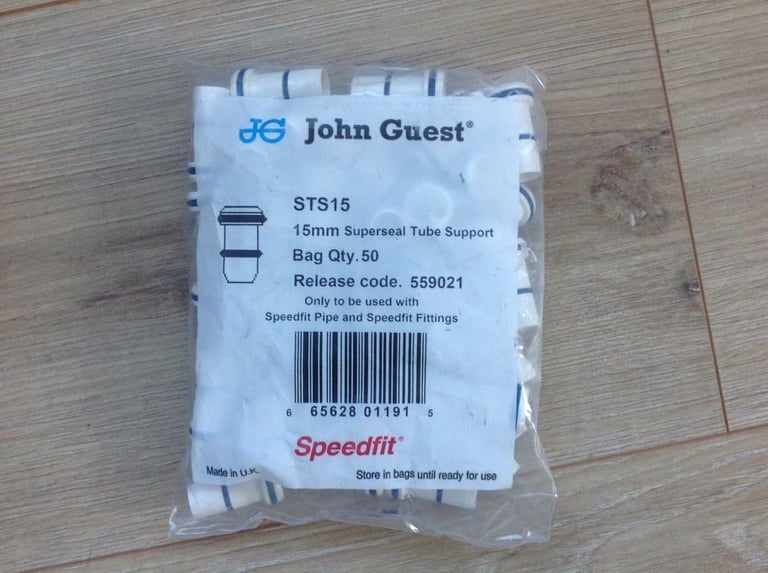 JG John Guest®
STS15
15mm Superseal Tube Support
Bag Qty.50
Release code. 559021
Only to be used with
Speedfit Pipe and Speedfit Fittings
6 65628 01191 5
Speedfit®
Made in U.K. Store in bags until ready for use